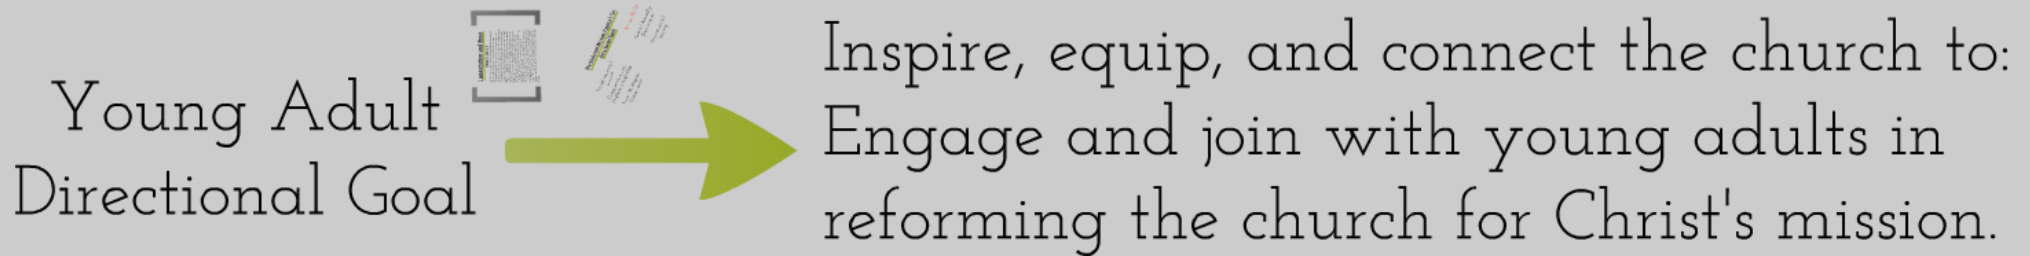 Young Adult
Directional Goal
Inspire, equip, and connect the church to:
Engage and join with young adults in
reforming the church for Christ's mission.